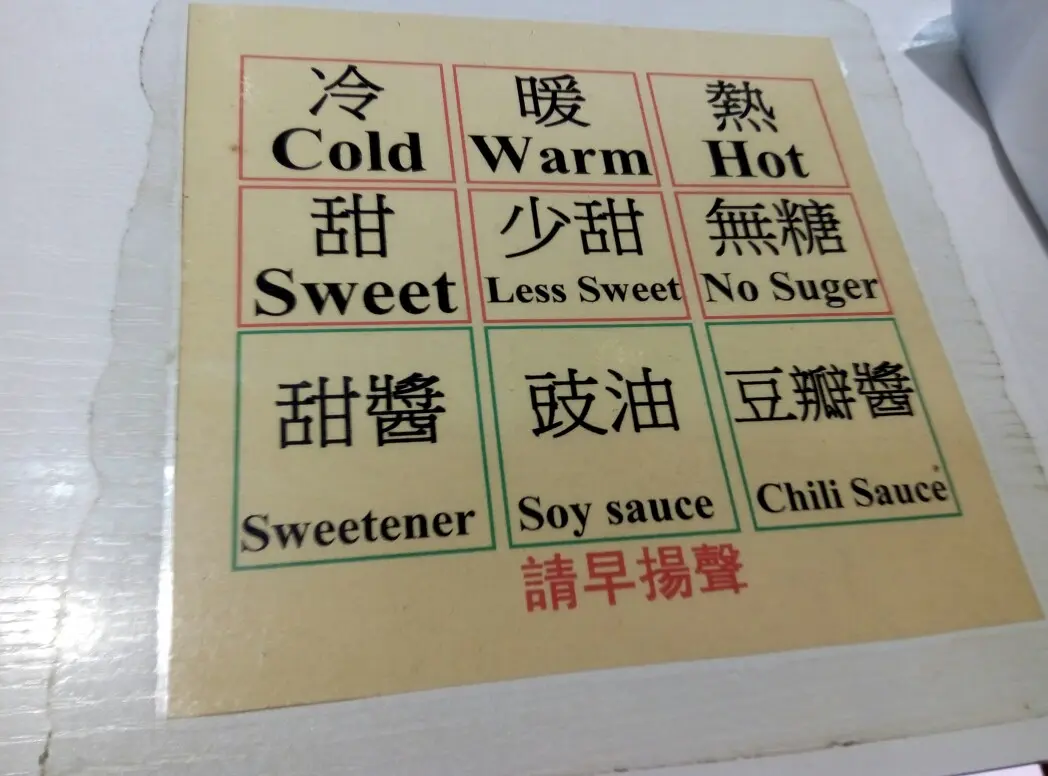 冷
Cold
暖
Warm
熱
Hot
甜
Sweet
少甜
Less Sweet
無糖
No Suger
甜醬
Sweetener
豉油
Soy sauce
豆瓣醬
Chili Sauce
請早揚聲